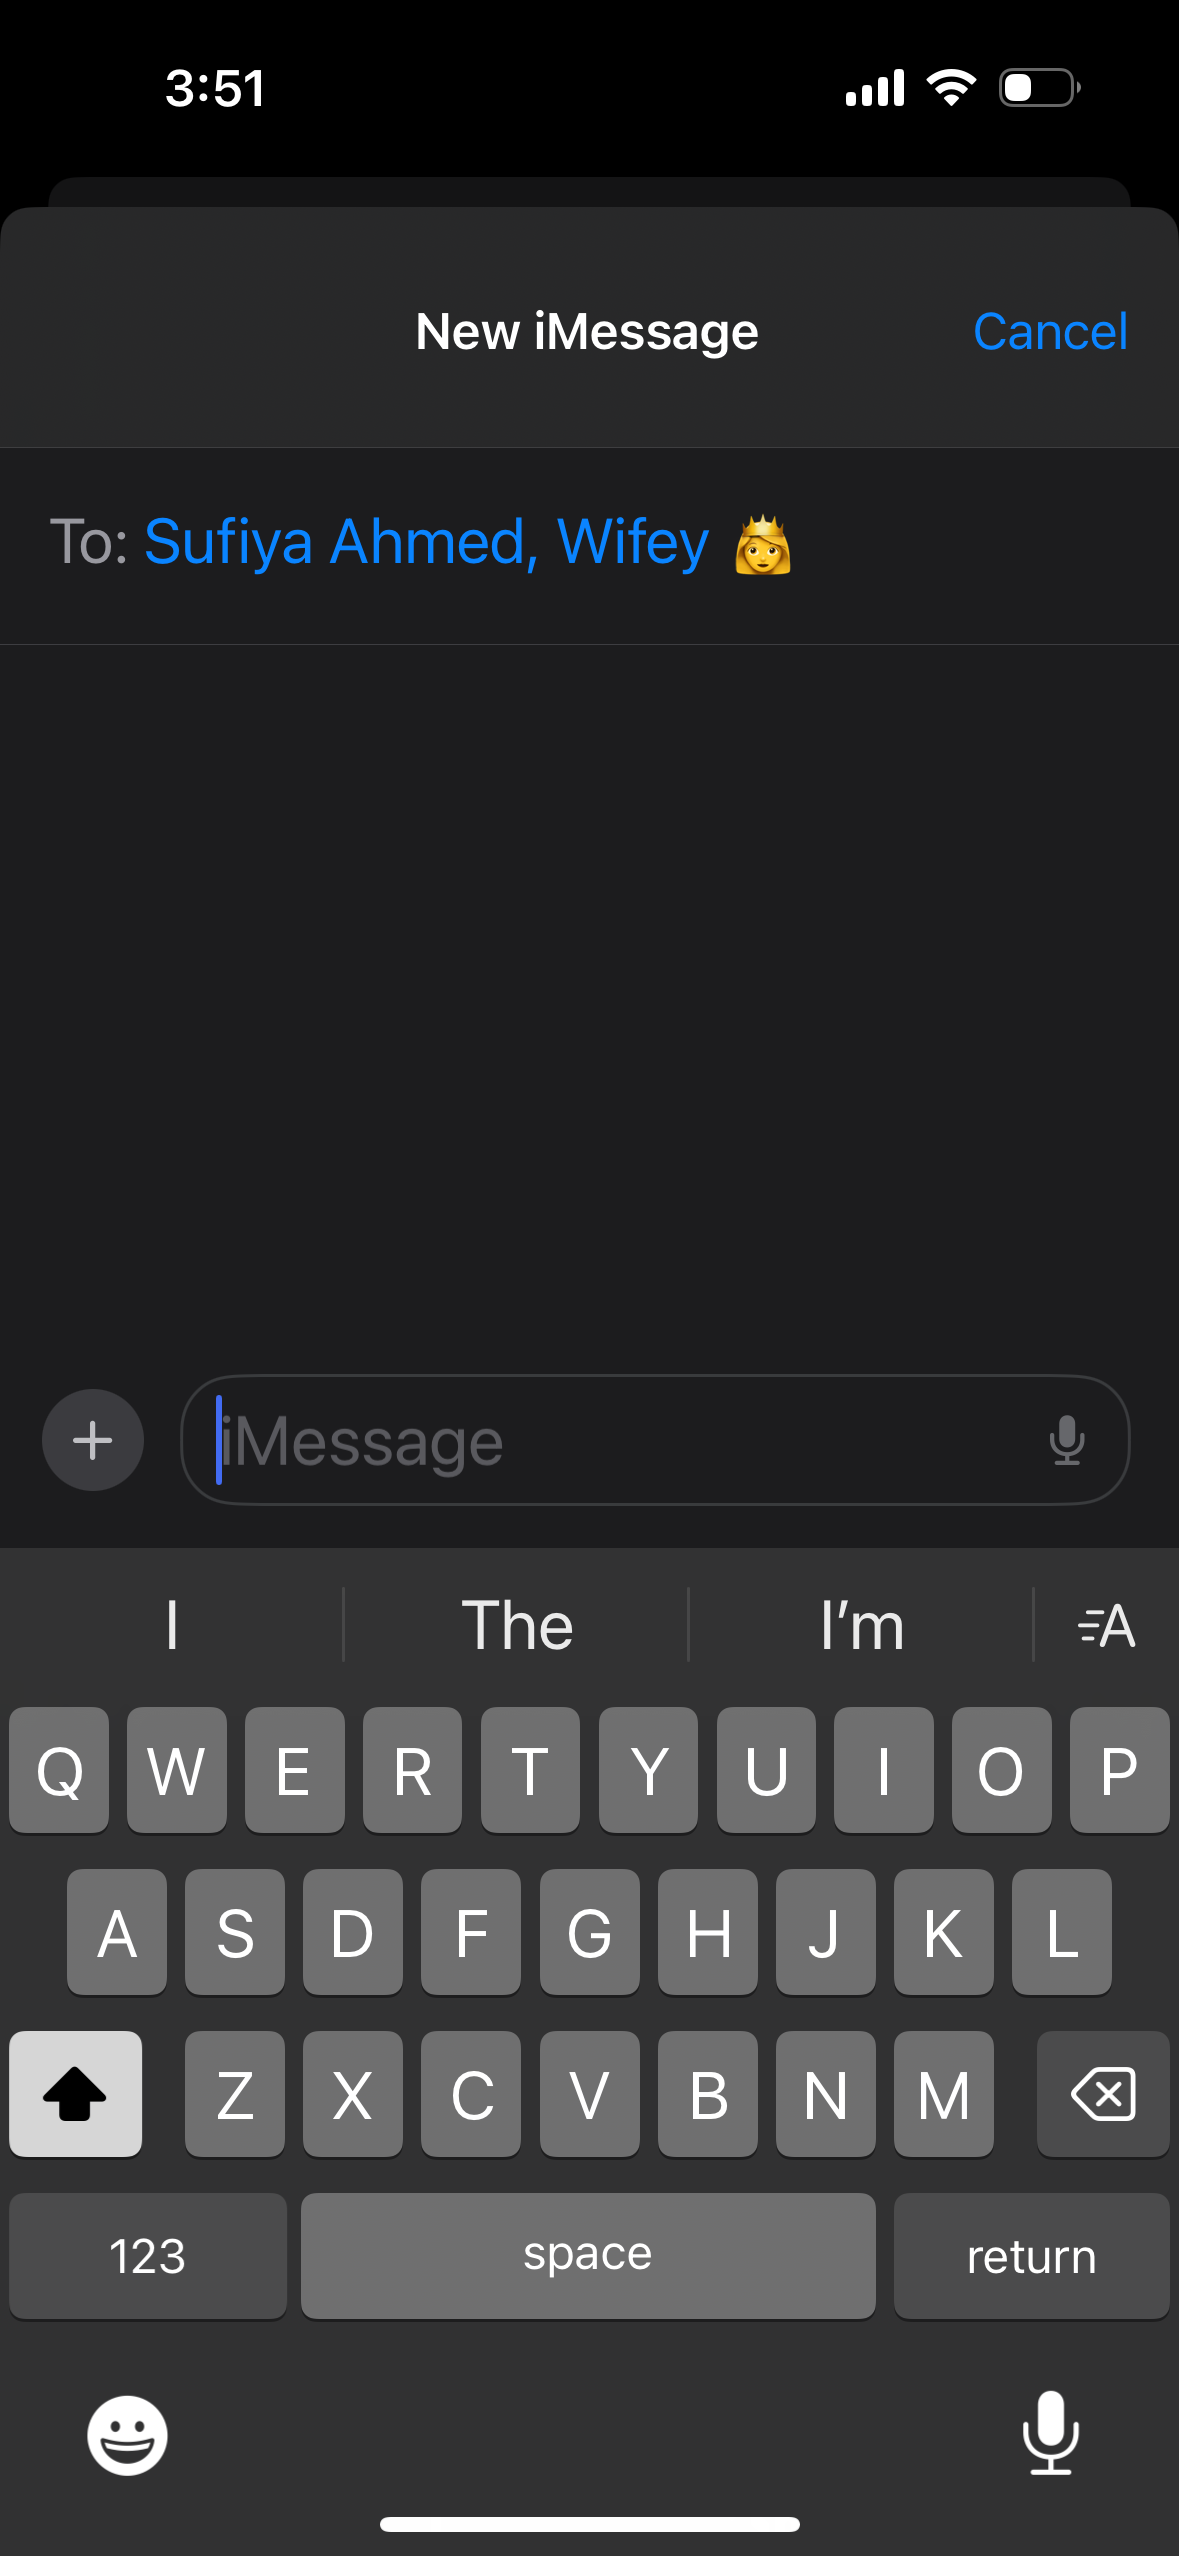 3:51
New iMessage
Cancel
To: Sufiya Ahmed, Wifey 👸
iMessage
I
The
I’m
A
Q W E R T Y U I O P
A S D F G H J K L
Z X C V B N M
123
space
return